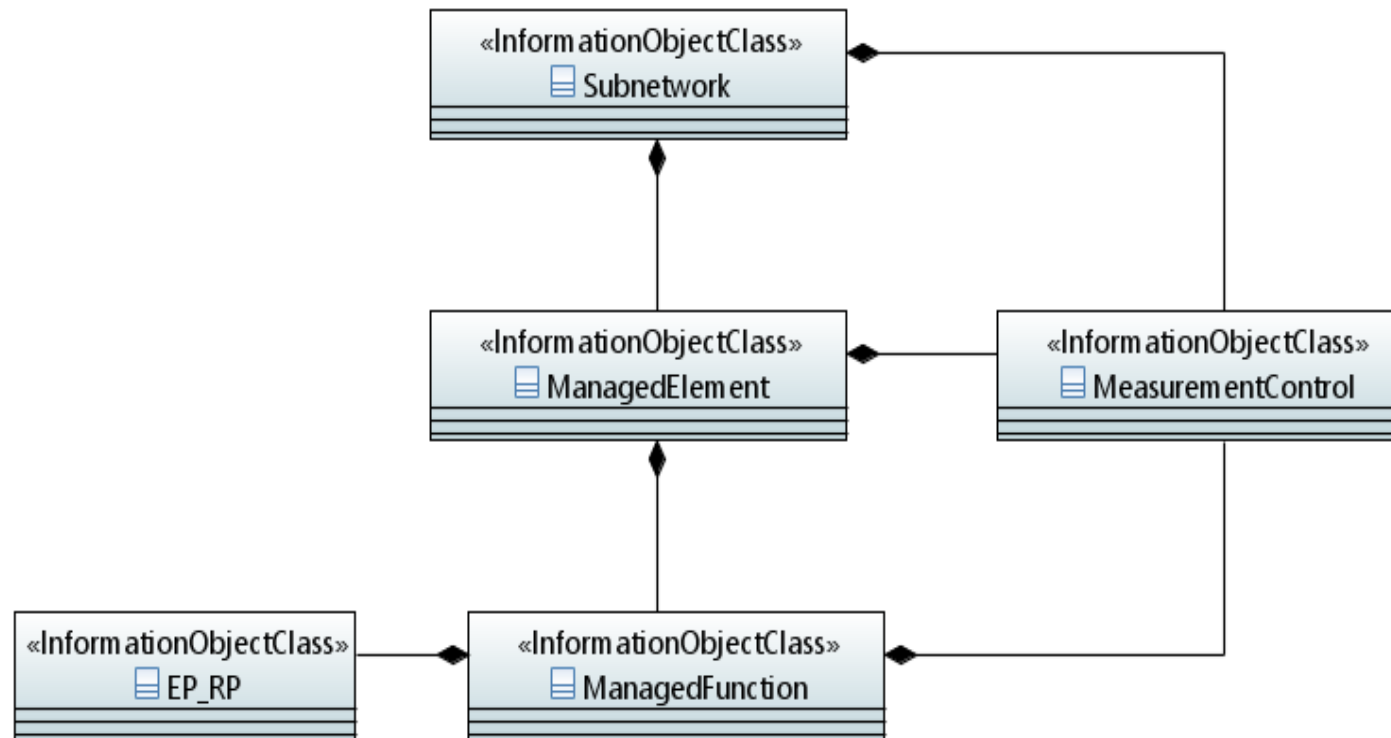 «InformationObjectClass»
Subnetwork
«InformationObjectClass»
ManagedElement
«InformationObjectClass»
MeasurementControl
«InformationObjectClass»
EP_RP
«InformationObjectClass»
ManagedFunction